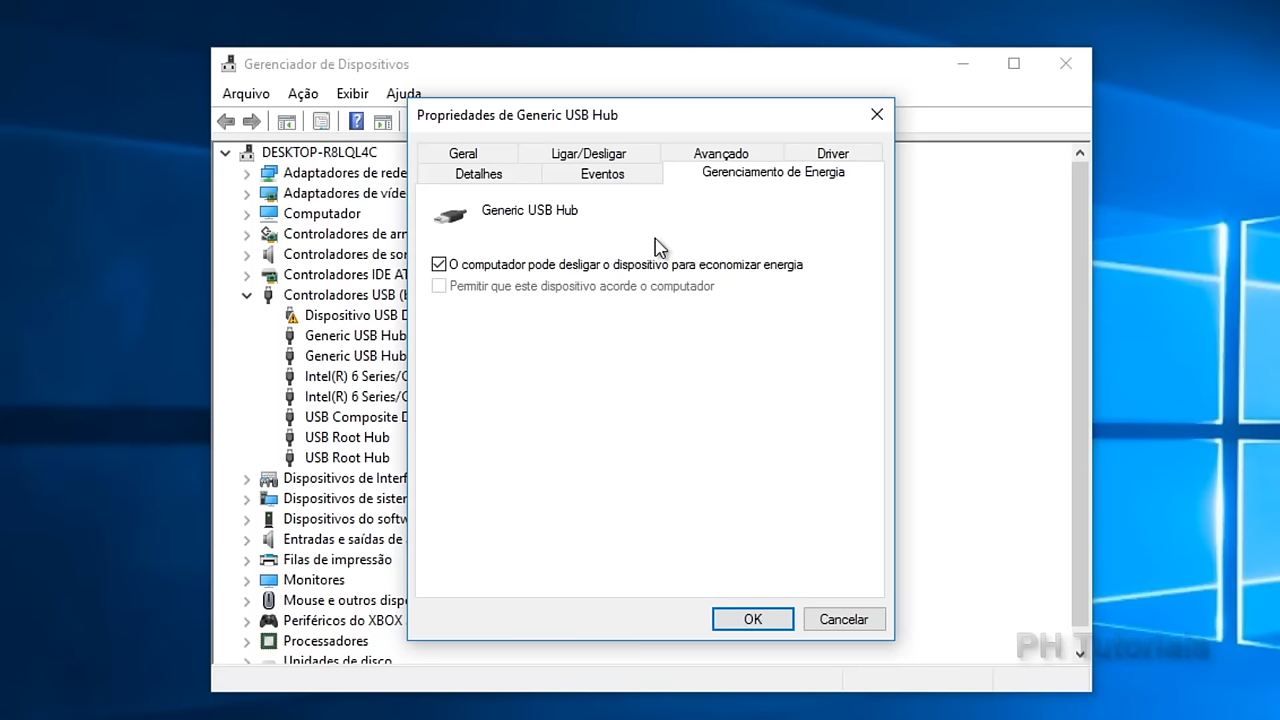 Gerenciador de Dispositivos
Arquivo Ação Exibir Ajuda
DESKTOP-R8LQL4C
Adaptadores de rede
Adaptadores de víde
Computador
Controladores de arr
Controladores de sor
Controladores IDE AT
Controladores USB (b
Dispositivo USB D
Generic USB Hub
Generic USB Hub
Intel(R) 6 Series/C
Intel(R) 6 Series/C
USB Composite D
USB Root Hub
USB Root Hub
Dispositivos de Interf
Dispositivos de sister
Dispositivos do softw
Entradas e saídas de
Filas de impressão
Monitores
Mouse e outros dispo
Periféricos do XBOX
Processadores
Unidades de disco
Propriedades de Generic USB Hub
Geral Ligar/Desligar Avançado Driver
Detalhes Eventos Gerenciamento de Energia
Generic USB Hub
O computador pode desligar o dispositivo para economizar energia
Permitir que este dispositivo acorde o computador
OK Cancelar
PH Tutoriais